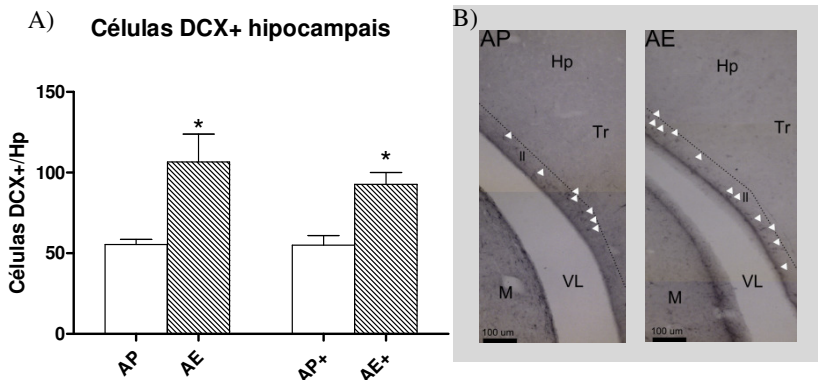 A)
Células DCX+ hipocampais
Células DCX+/Hp
150
100
50
0
*
*
AP
AE
AP+
AE+
B)
AP
Hp
Tr
II
VL
M
100 um
AE
Hp
Tr
II
VL
M
100 um